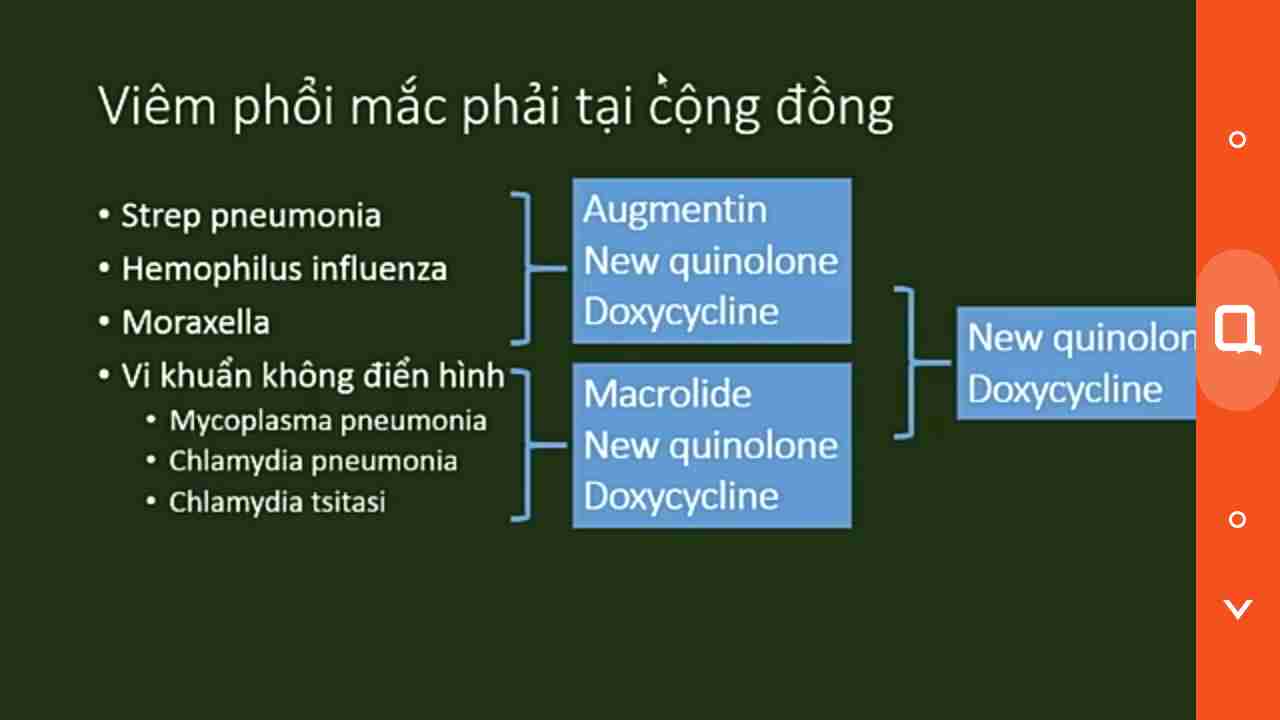 Viêm phổi mắc phải tại cộng đồng
• Strep pneumonia
• Hemophilus influenza
• Moraxella
• Vi khuẩn không điển hình
• Mycoplasma pneumonia
• Chlamydia pneumonia
• Chlamydia tsitasi
Augmentin
New quinolone
Doxycycline
Macrolide
New quinolone
Doxycycline
New quinolon
Doxycycline